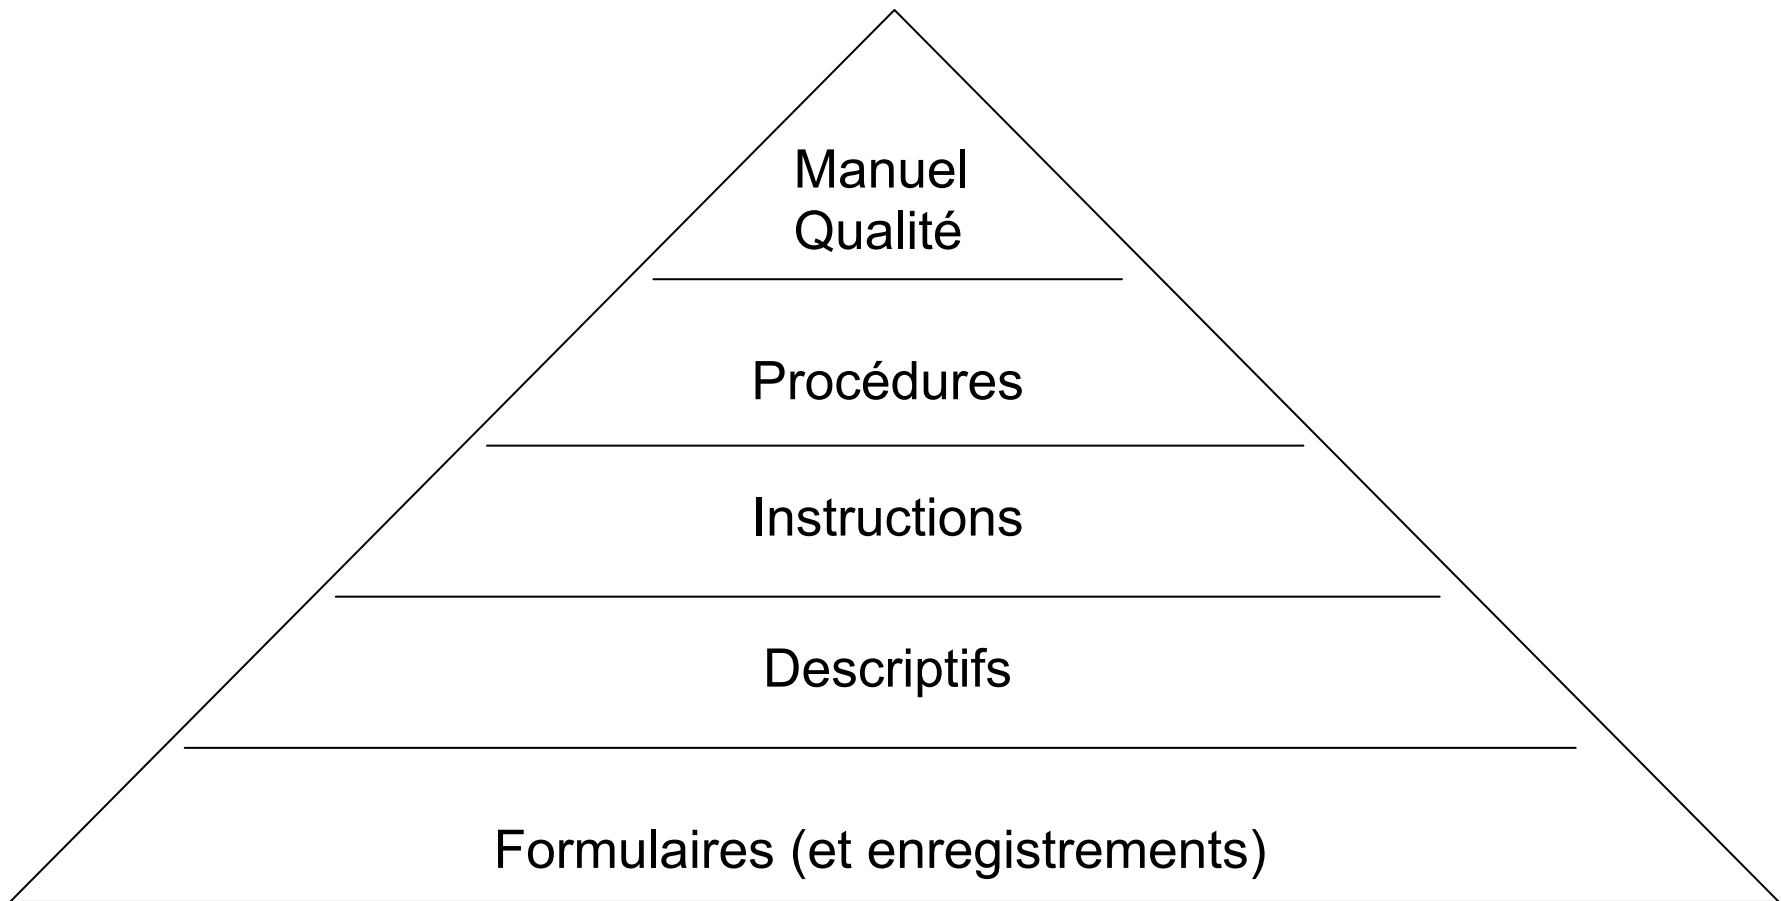 Manuel
Qualité
Procédures
Instructions
Descriptifs
Formulaires (et enregistrements)